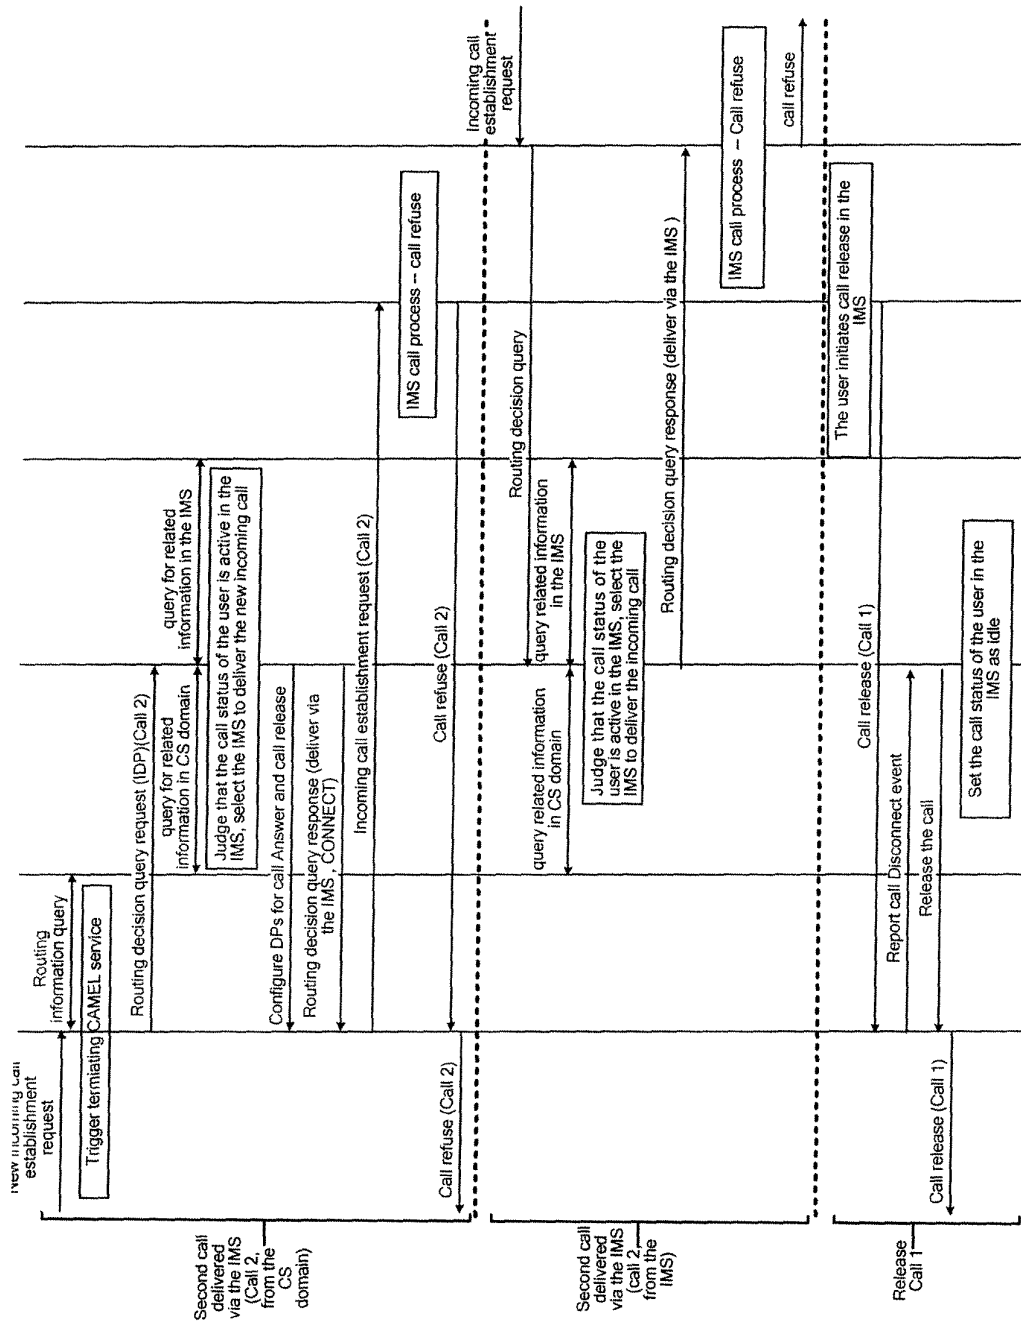 New incoming call
establishment
request
Routing
information query
Trigger termiating CAMEL service
Routing decision query request (IDP)(Call 2)
query for related
information in CS domain
query for related
information in the IMS
Judge that the call status of the user is active in the
IMS, select the IMS to deliver the new incoming call
Configure DPs for call Answer and call release
Routing decision query response (deliver via
the IMS , CONNECT)
Incoming call establishment request (Call 2)
IMS call process -- call refuse
Call refuse (Call 2)
Call refuse (Call 2)
Second call
delivered
via the IMS
(Call 2,
from the
CS
domain)
Incoming call
establishment
request
Routing decision query
query related information
in CS domain
query related information
in the IMS
Judge that the call status of the
user is active in the IMS, select the
IMS to deliver the incoming call
Routing decision query response (deliver via the IMS )
IMS call process -- Call refuse
call refuse
Second call
delivered
via the IMS
(call 2,
from the
IMS)
The user initiates call release in the
IMS
Call release (Call 1)
Report call Disconnect event
Release the call
Call release (Call 1)
Set the call status of the user in the
IMS as idle
Release
Call 1